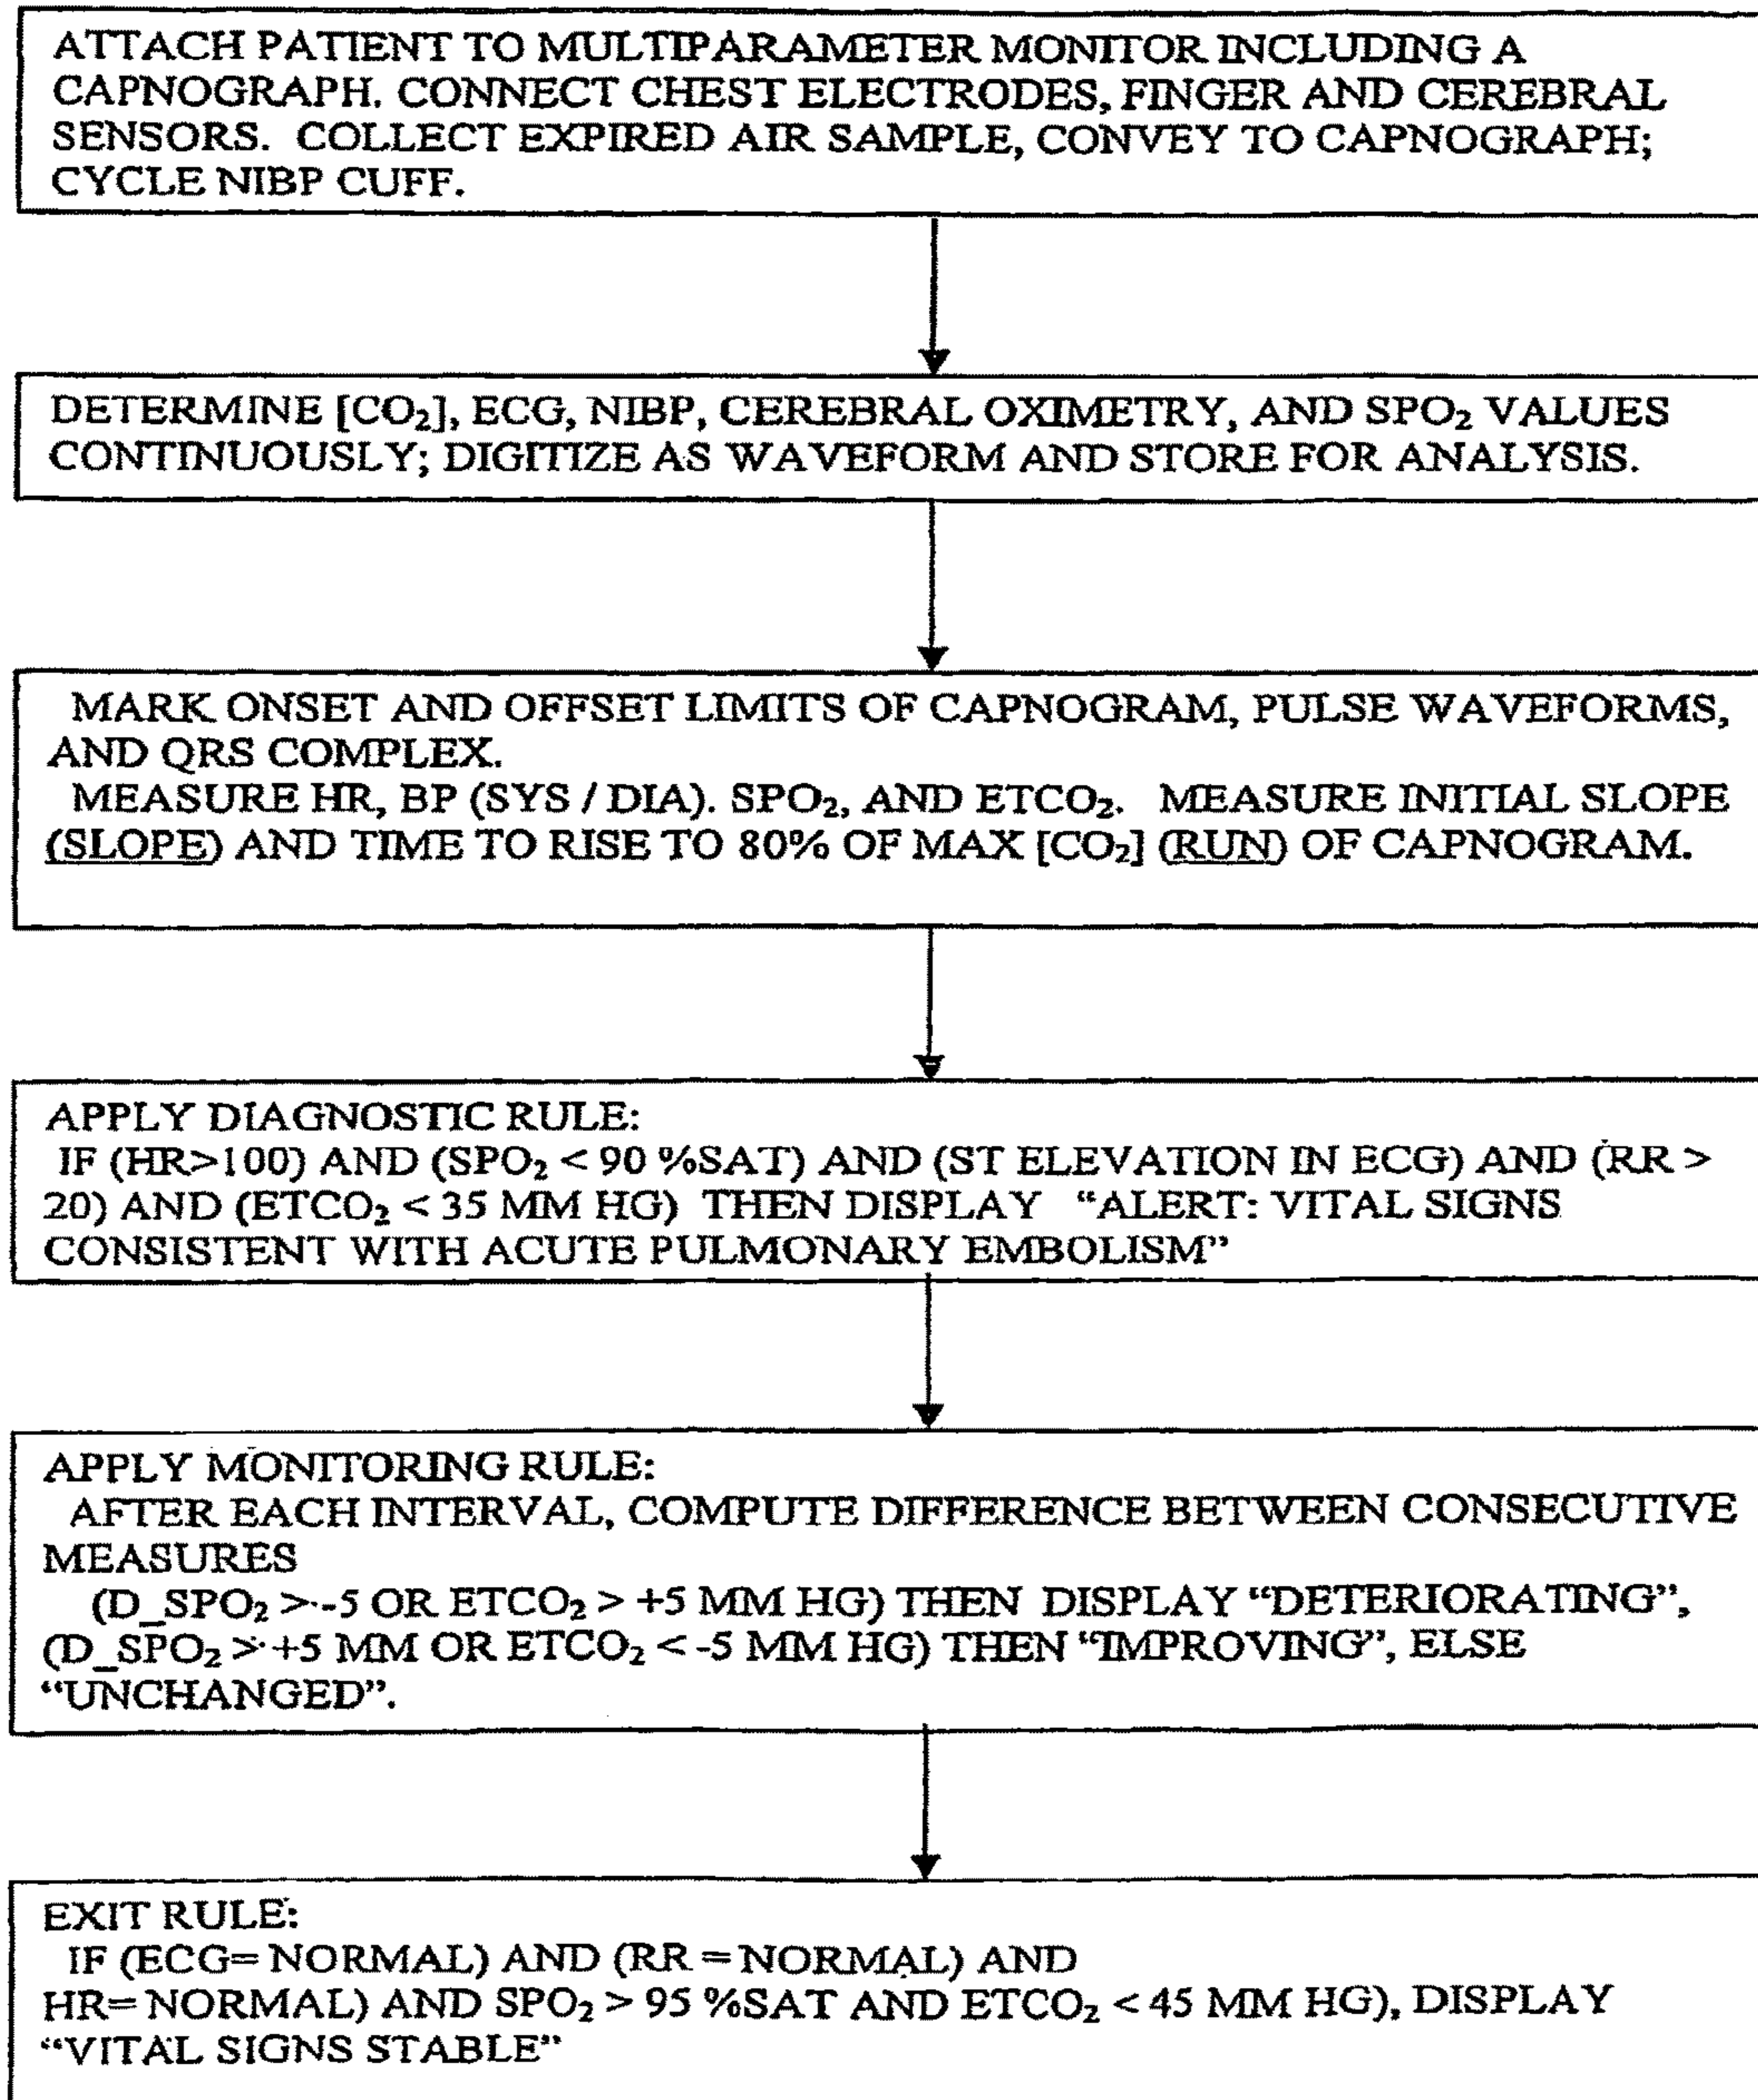 ATTACH PATIENT TO MULTIPARAMETER MONITOR INCLUDING A
CAPNOGRAPH. CONNECT CHEST ELECTRODES, FINGER AND CEREBRAL
SENSORS. COLLECT EXPIRED AIR SAMPLE, CONVEY TO CAPNOGRAPH;
CYCLE NIBP CUFF.
DETERMINE [CO₂], ECG, NIBP, CEREBRAL OXIMETRY, AND SPO₂ VALUES
CONTINUOUSLY; DIGITIZE AS WAVEFORM AND STORE FOR ANALYSIS.
MARK ONSET AND OFFSET LIMITS OF CAPNOGRAM, PULSE WAVEFORMS,
AND QRS COMPLEX.
MEASURE HR, BP (SYS / DIA). SPO₂, AND ETCO₂. MEASURE INITIAL SLOPE
(SLOPE) AND TIME TO RISE TO 80% OF MAX [CO₂] (RUN) OF CAPNOGRAM.
APPLY DIAGNOSTIC RULE:
IF (HR>100) AND (SPO₂ < 90 %SAT) AND (ST ELEVATION IN ECG) AND (RR >
20) AND (ETCO₂ < 35 MM HG) THEN DISPLAY “ALERT: VITAL SIGNS
CONSISTENT WITH ACUTE PULMONARY EMBOLISM”
APPLY MONITORING RULE:
AFTER EACH INTERVAL, COMPUTE DIFFERENCE BETWEEN CONSECUTIVE
MEASURES
(D_SPO₂ > -5 OR ETCO₂ > +5 MM HG) THEN DISPLAY “DETERIORATING”,
(D_SPO₂ > +5 MM OR ETCO₂ < -5 MM HG) THEN “IMPROVING”, ELSE
“UNCHANGED”.
EXIT RULE:
IF (ECG= NORMAL) AND (RR = NORMAL) AND
HR= NORMAL) AND SPO₂ > 95 %SAT AND ETCO₂ < 45 MM HG), DISPLAY
“VITAL SIGNS STABLE”